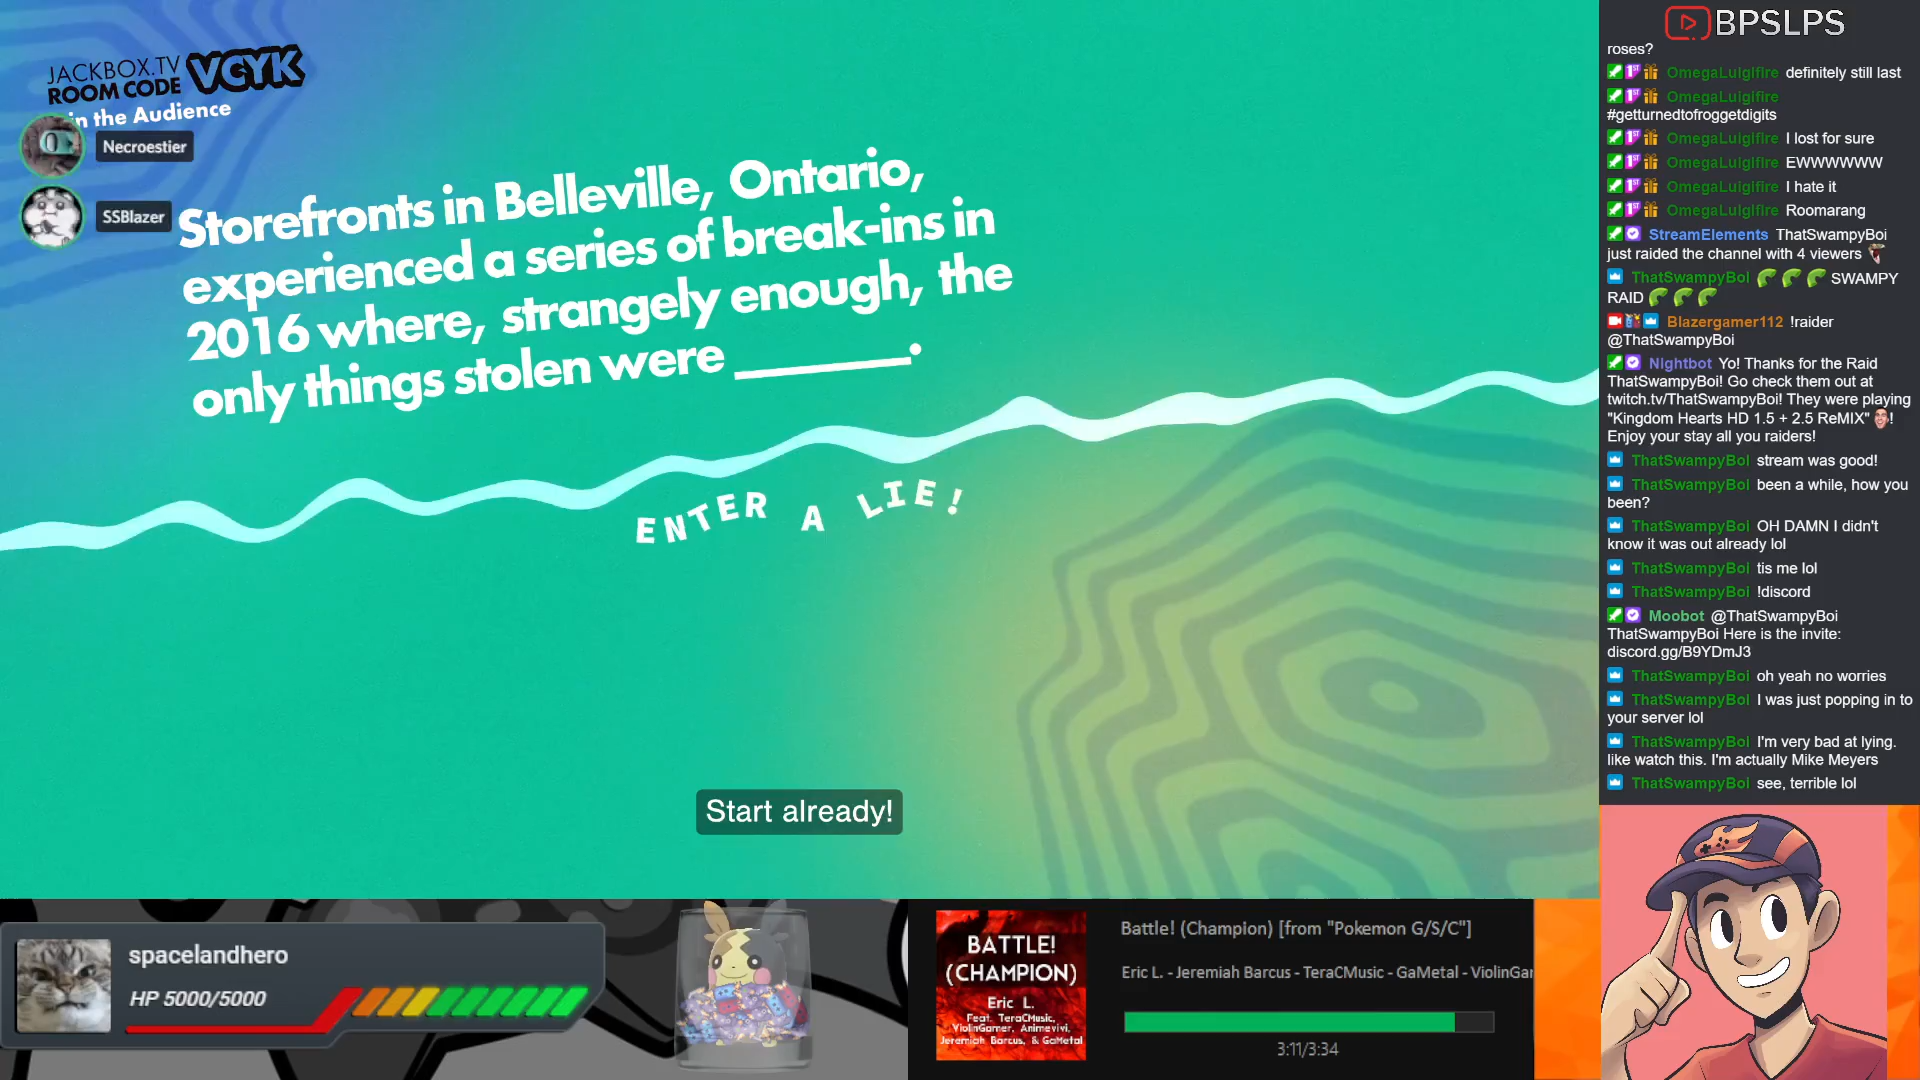 JACKBOX.TV
ROOM CODE
VGYK
in the Audience
Necroestier
SSBlazer
Storefronts in Belleville, Ontario,
experienced a series of break-ins in
2016 where, strangely enough, the
only things stolen were ______.
ENTER A LIE!
Start already!
BPSLPS
roses?
OmegaLuigifire definitely still last
OmegaLuigifire
#getturnedtofroggetdigits
OmegaLuigifire I lost for sure
OmegaLuigifire EWWWWWW
OmegaLuigifire I hate it
OmegaLuigifire Roomarang
StreamElements ThatSwampyBoi
just raided the channel with 4 viewers
ThatSwampyBoi SWAMPY
RAID
Blazergamer112 !raider
@ThatSwampyBoi
Nightbot Yo! Thanks for the Raid
ThatSwampyBoi! Go check them out at
twitch.tv/ThatSwampyBoi! They were playing
"Kingdom Hearts HD 1.5 + 2.5 ReMIX" !
Enjoy your stay all you raiders!
ThatSwampyBoi stream was good!
ThatSwampyBoi been a while, how you
been?
ThatSwampyBoi OH DAMN I didn't
know it was out already lol
ThatSwampyBoi tis me lol
ThatSwampyBoi !discord
Moobot @ThatSwampyBoi
ThatSwampyBoi Here is the invite:
discord.gg/B9YDmJ3
ThatSwampyBoi oh yeah no worries
ThatSwampyBoi I was just popping in to
your server lol
ThatSwampyBoi I'm very bad at lying.
like watch this. I'm actually Mike Meyers
ThatSwampyBoi see, terrible lol
spacelandhero
HP 5000/5000
BATTLE!
(CHAMPION)
Eric L.
Feat. TeraCMusic,
ViolinGamer, Animevivi,
Jeremiah Barcus, & GaMetal
Battle! (Champion) [from "Pokemon G/S/C"]
Eric L. - Jeremiah Barcus - TeraCMusic - GaMetal - ViolinGar
3:11/3:34